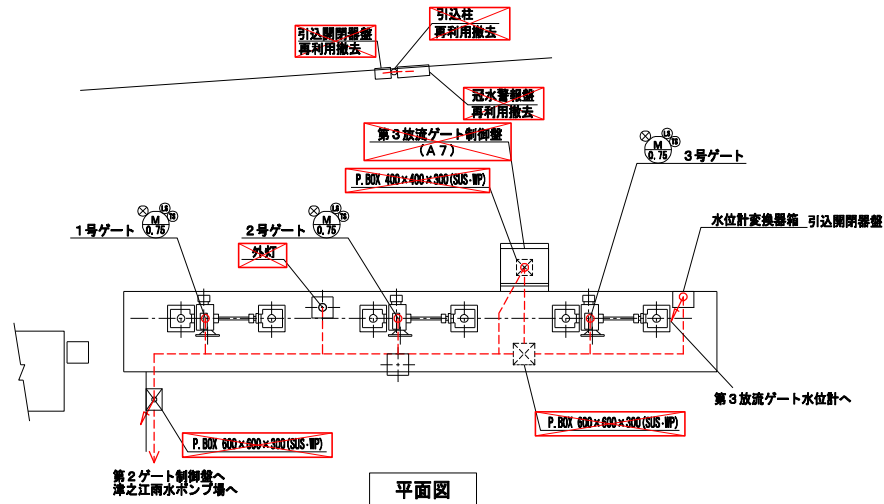 引込柱
再利用撤去
引込開閉器盤
再利用撤去
冠水警報盤
再利用撤去
第3放流ゲート制御盤
(A7)
P.BOX 400×400×300(SUS-WP)
M
0.75
LS
TS
3号ゲート
1号ゲート
M
0.75
LS
TS
2号ゲート
M
0.75
LS
TS
外灯
水位計変換器箱 引込開閉器盤
第3放流ゲート水位計へ
P.BOX 600×600×300(SUS-WP)
P.BOX 600×600×300(SUS-WP)
第2ゲート制御盤へ
津之江雨水ポンプ場へ
平面図